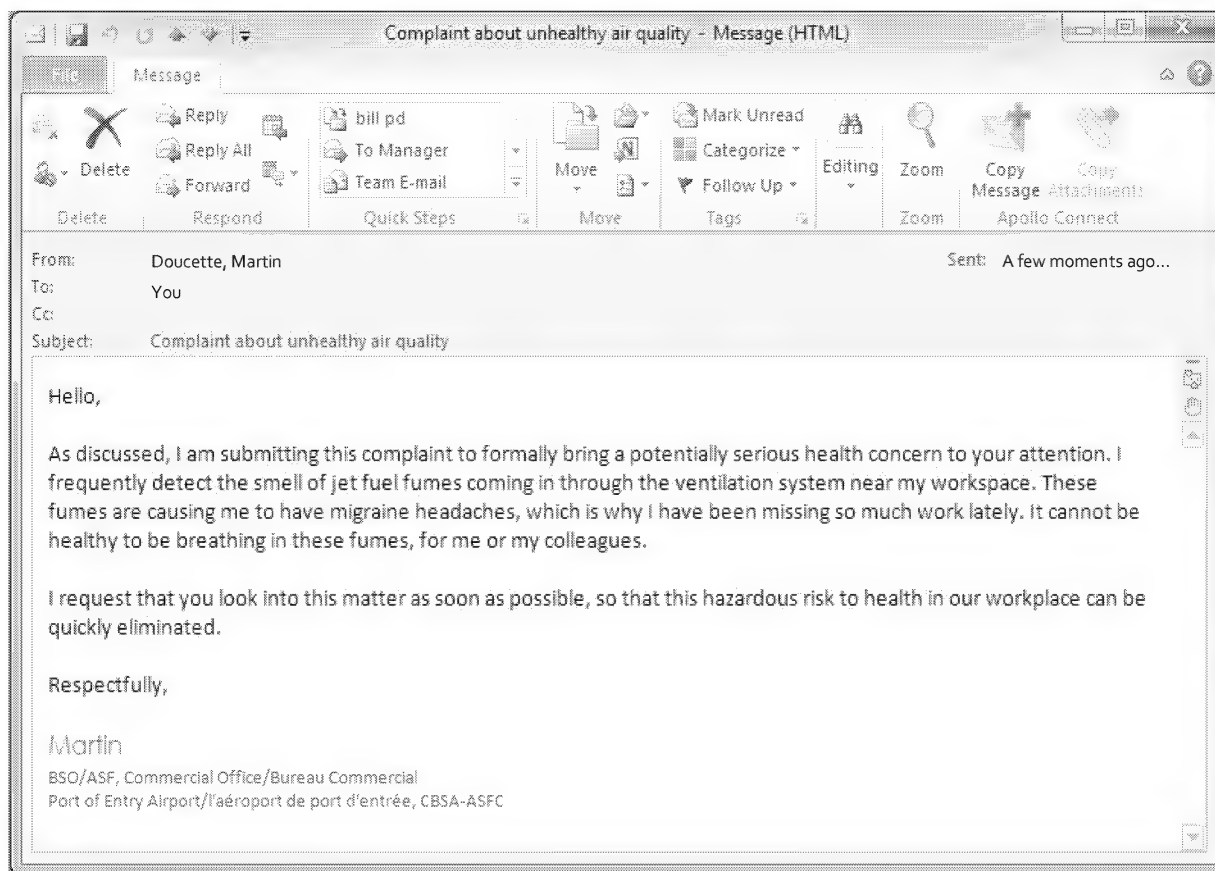 Complaint about unhealthy air quality - Message (HTML)
File Message
Delete
Reply
Reply All
Forward
bill pd
To Manager
Team E-mail
Move
Mark Unread
Categorize
Follow Up
Editing
Zoom
Copy Message
Copy Attachments
Delete Respond Quick Steps Move Tags Zoom Apollo Connect
From: Doucette, Martin Sent: A few moments ago...
To: You
Cc:
Subject: Complaint about unhealthy air quality
Hello,
As discussed, I am submitting this complaint to formally bring a potentially serious health concern to your attention. I
frequently detect the smell of jet fuel fumes coming in through the ventilation system near my workspace. These
fumes are causing me to have migraine headaches, which is why I have been missing so much work lately. It cannot be
healthy to be breathing in these fumes, for me or my colleagues.
I request that you look into this matter as soon as possible, so that this hazardous risk to health in our workplace can be
quickly eliminated.
Respectfully,
Martin
BSO/ASF, Commercial Office/Bureau Commercial
Port of Entry Airport/l'aéroport de port d'entrée, CBSA-ASFC